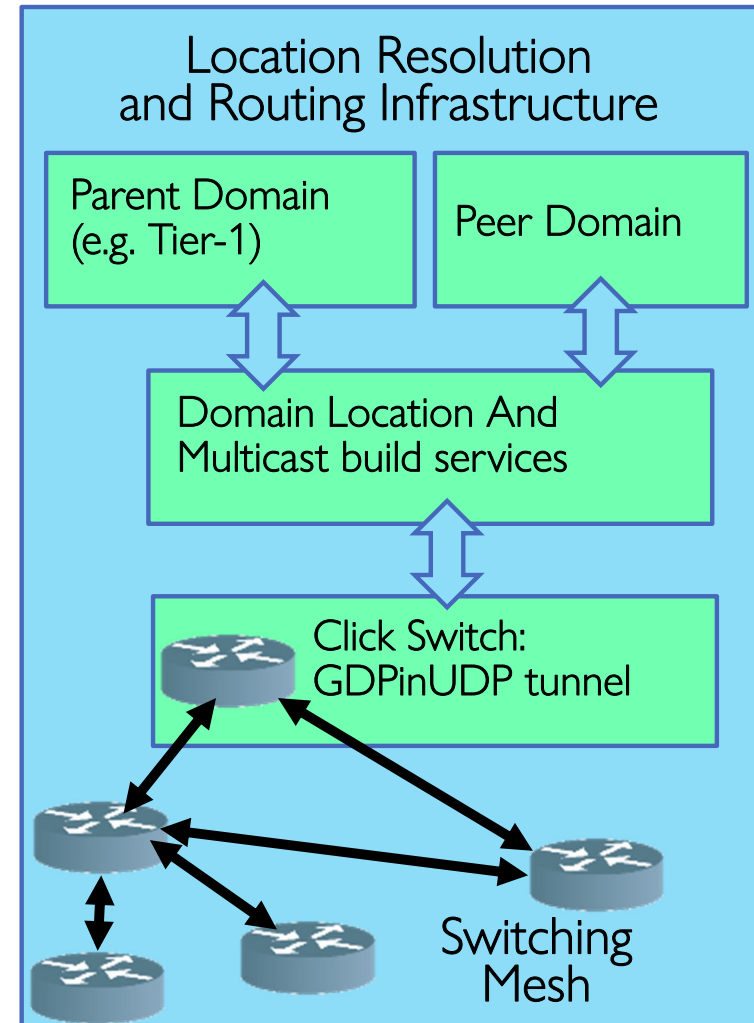 Location Resolution
and Routing Infrastructure
Parent Domain
(e.g. Tier-1)
Peer Domain
Domain Location And
Multicast build services
Click Switch:
GDPinUDP tunnel
Switching
Mesh